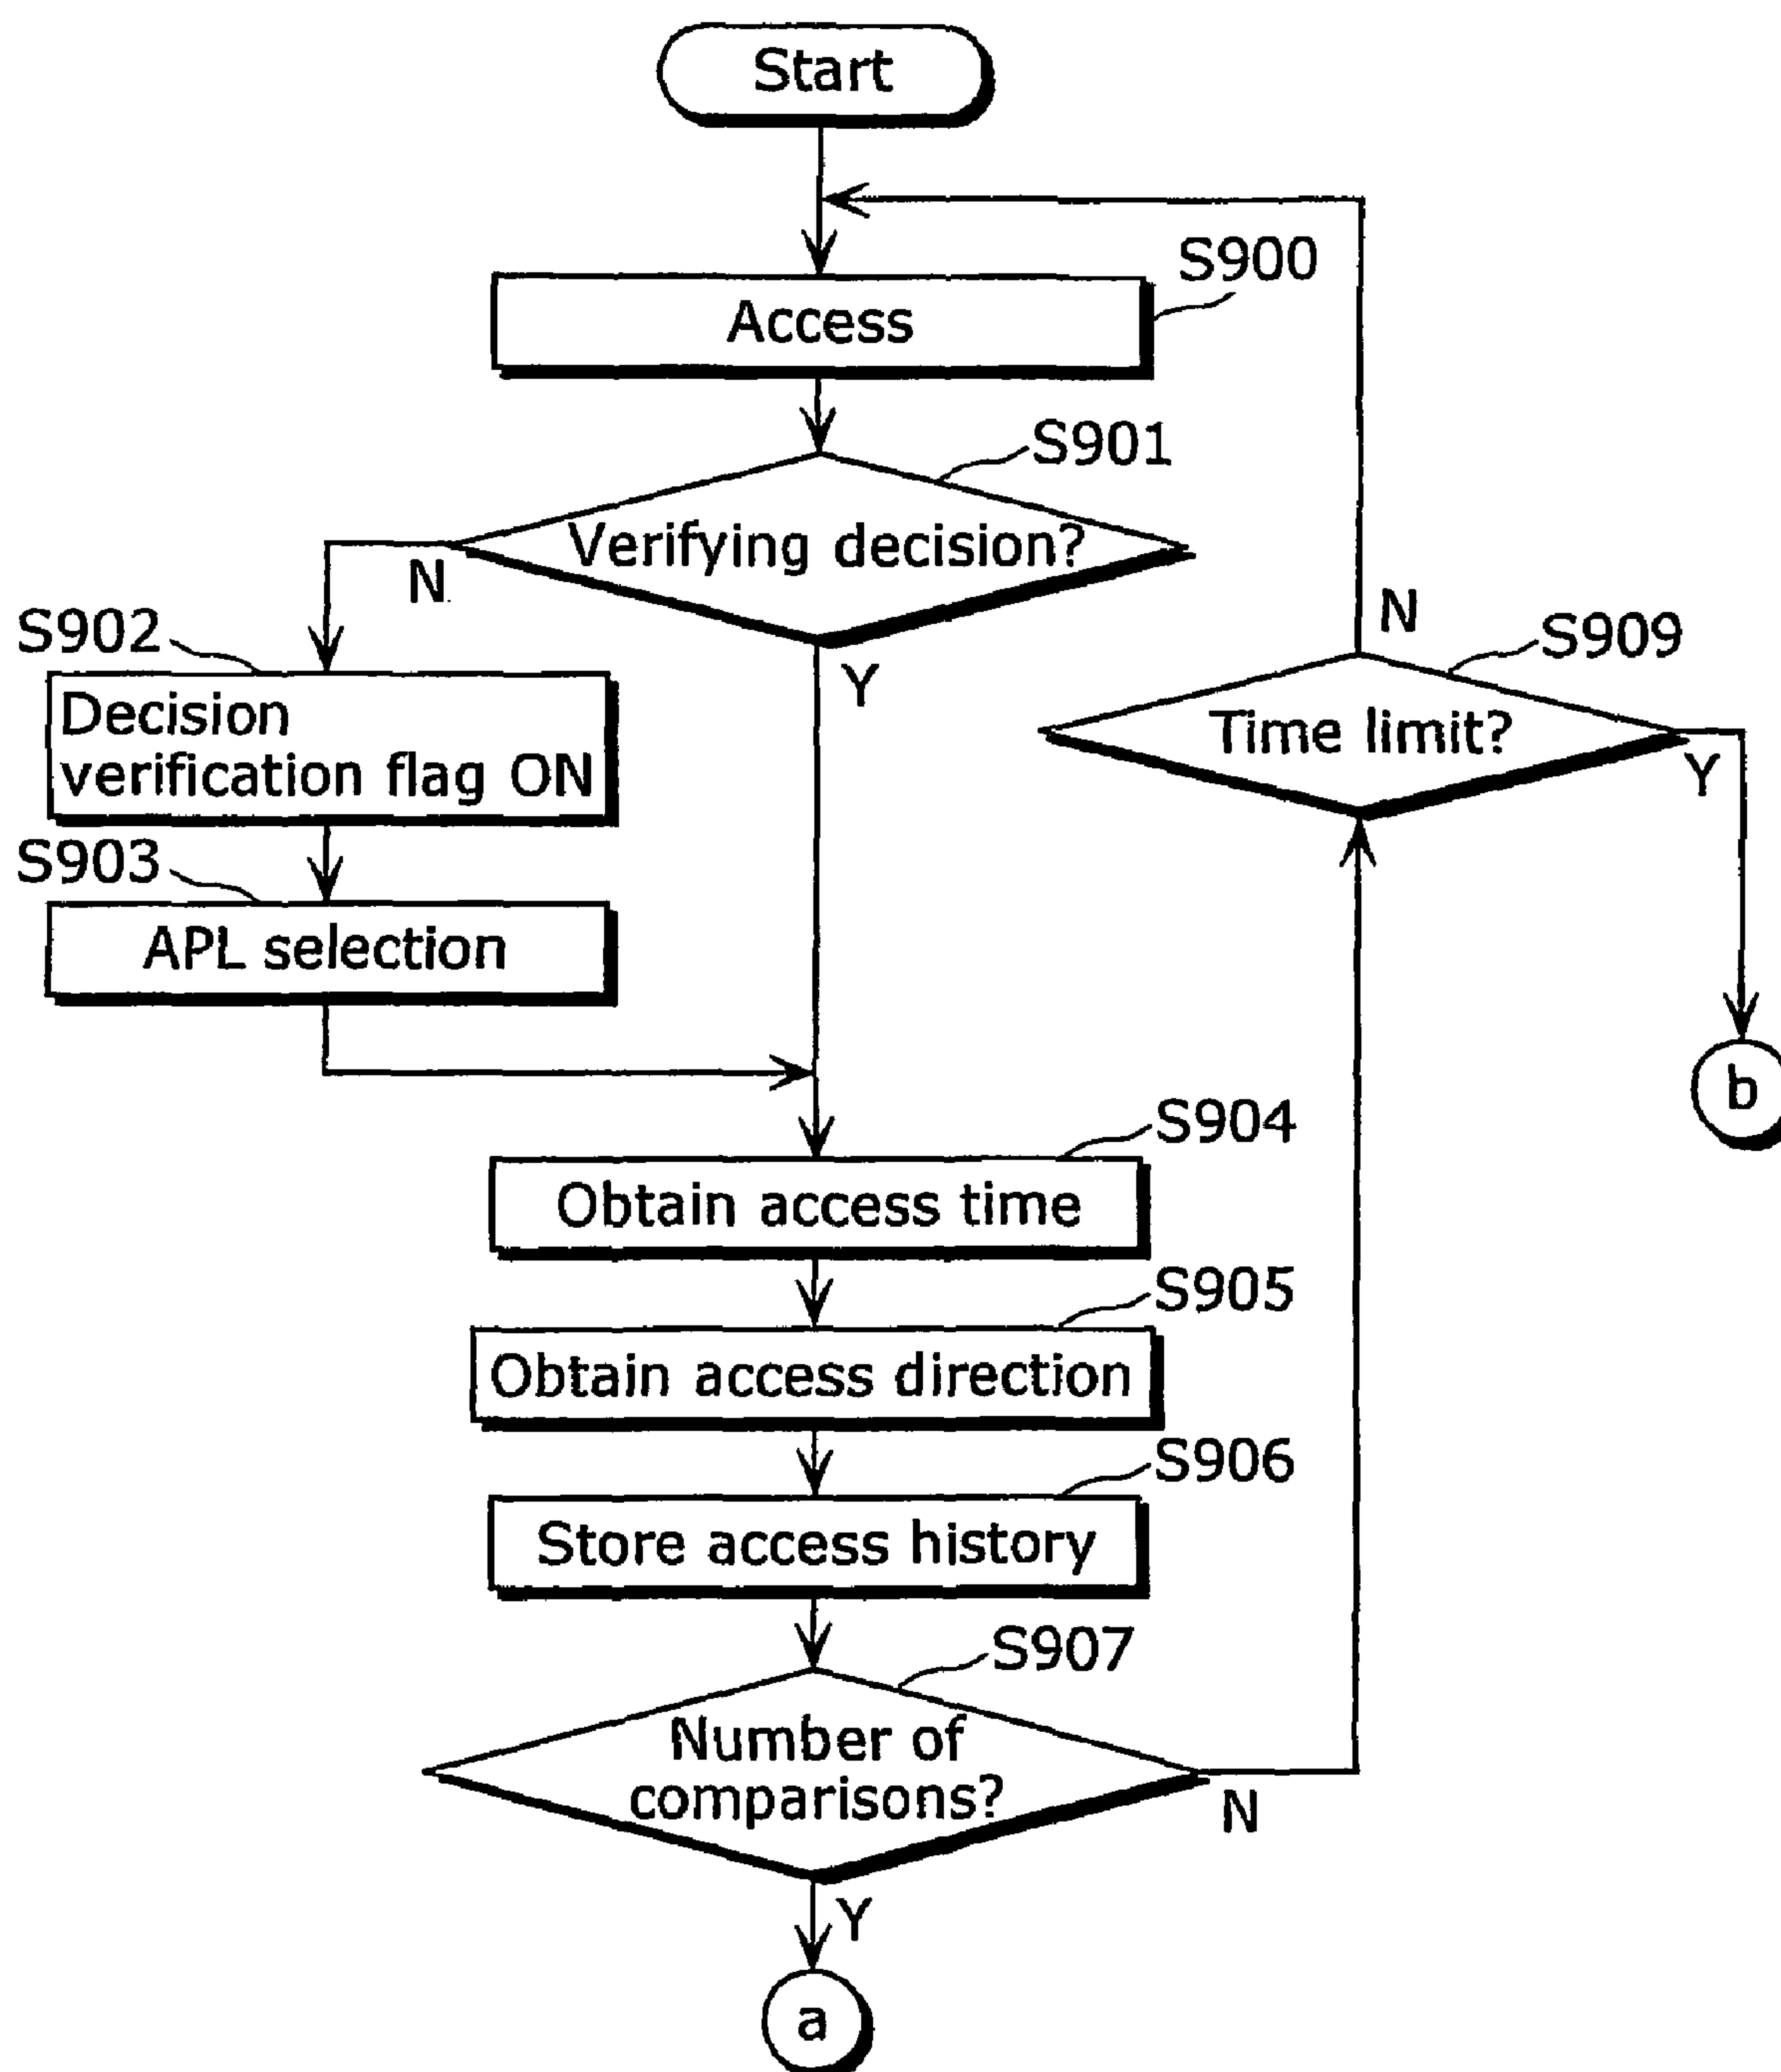 Start
S900
Access
S901
Verifying decision?
N
Y
S902
Decision
verification flag ON
S903
APL selection
S904
Obtain access time
S905
Obtain access direction
S906
Store access history
S907
Number of
comparisons?
N
Y
a
S909
Time limit?
N
Y
b